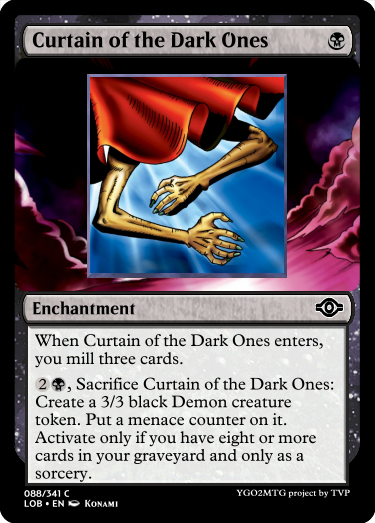 Curtain of the Dark Ones
Enchantment
When Curtain of the Dark Ones enters,
you mill three cards.
2, Sacrifice Curtain of the Dark Ones:
Create a 3/3 black Demon creature
token. Put a menace counter on it.
Activate only if you have eight or more
cards in your graveyard and only as a
sorcery.
088/341 C YGO2MTG project by TVP
LOB • EN Konami